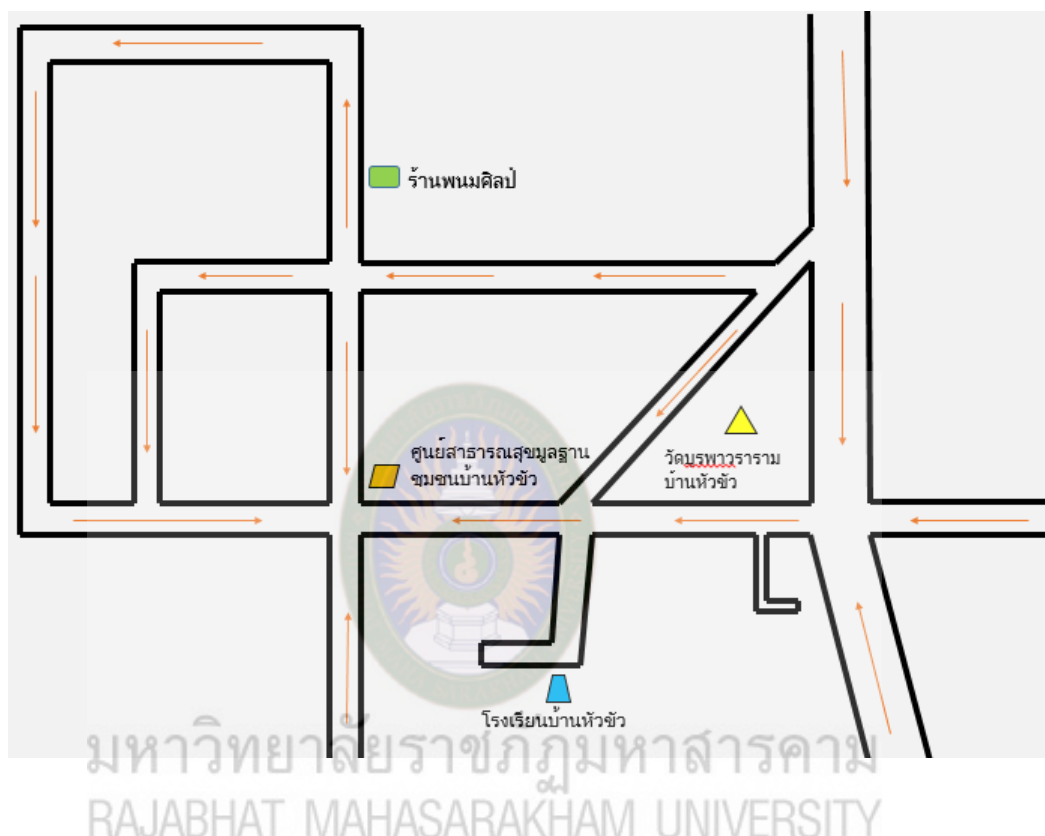 ร้านพนมศิลป์
ศูนย์สาธารณสุขมูลฐาน
ชุมชนบ้านหัวขัว
วัดบูรพาวราราม
บ้านหัวขัว
โรงเรียนบ้านหัวขัว
มหาวิทยาลัยราชภัฏมหาสารคาม
RAJABHAT MAHASARAKHAM UNIVERSITY